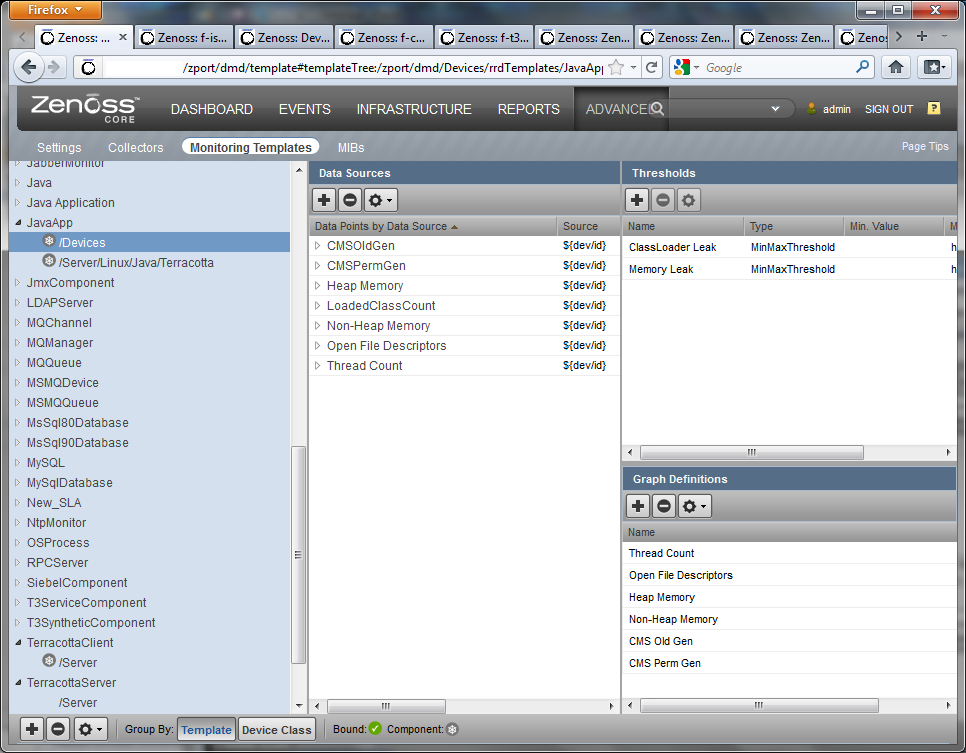 Firefox
Zenoss: ... Zenoss: f-is... Zenoss: Dev... Zenoss: f-c... Zenoss: f-t3... Zenoss: Zen... Zenoss: Zen... Zenoss: Zen... Zenos
/zport/dmd/template#templateTree:/zport/dmd/Devices/rrdTemplates/JavaApp Google
Zenoss™ CORE DASHBOARD EVENTS INFRASTRUCTURE REPORTS ADVANCE admin SIGN OUT ?
Settings Collectors Monitoring Templates MIBs Page Tips
JabberMonitor
Java
Java Application
JavaApp
/Devices
/Server/Linux/Java/Terracotta
JmxComponent
LDAPServer
MQChannel
MQManager
MQQueue
MSMQDevice
MSMQQueue
MsSql80Database
MsSql90Database
MySQL
MySqlDatabase
New_SLA
NtpMonitor
OSProcess
RPCServer
SiebelComponent
T3ServiceComponent
T3SyntheticComponent
TerracottaClient
/Server
TerracottaServer
/Server
Data Sources
Data Points by Data Source Source
CMSOldGen ${dev/id}
CMSPermGen ${dev/id}
Heap Memory ${dev/id}
LoadedClassCount ${dev/id}
Non-Heap Memory ${dev/id}
Open File Descriptors ${dev/id}
Thread Count ${dev/id}
Thresholds
Name Type Min. Value M
ClassLoader Leak MinMaxThreshold h
Memory Leak MinMaxThreshold h
Graph Definitions
Name
Thread Count
Open File Descriptors
Heap Memory
Non-Heap Memory
CMS Old Gen
CMS Perm Gen
Group By: Template Device Class Bound: Component: